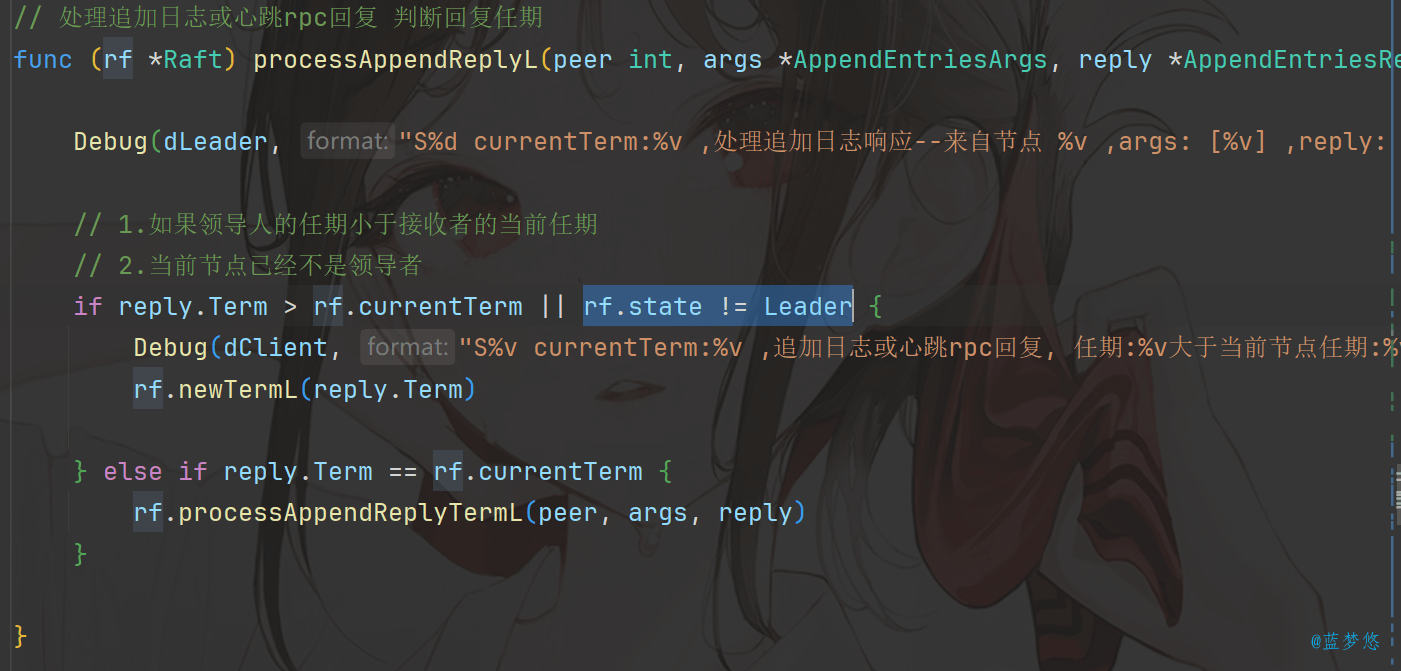 // 处理追加日志或心跳rpc回复 判断回复任期
func (rf *Raft) processAppendReplyL(peer int, args *AppendEntriesArgs, reply *AppendEntriesRe
Debug(dLeader, format: "S%d currentTerm:%v ,处理追加日志响应--来自节点 %v ,args: [%v] ,reply:
// 1.如果领导人的任期小于接收者的当前任期
// 2.当前节点已经不是领导者
if reply.Term > rf.currentTerm || rf.state != Leader {
Debug(dClient, format: "S%v currentTerm:%v ,追加日志或心跳rpc回复, 任期:%v大于当前节点任期:%v
rf.newTermL(reply.Term)
} else if reply.Term == rf.currentTerm {
rf.processAppendReplyTermL(peer, args, reply)
}
}
@蓝梦悠